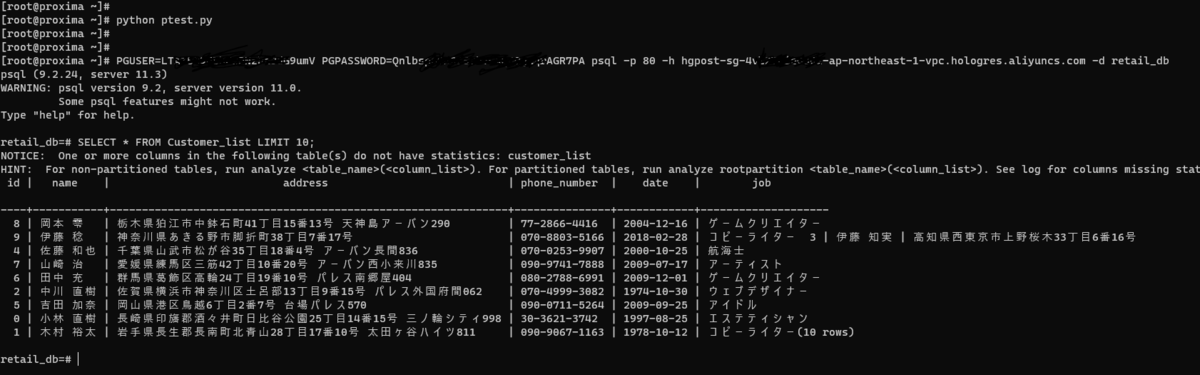 [root@proxima ~]#
[root@proxima ~]# python ptest.py
[root@proxima ~]#
[root@proxima ~]#
[root@proxima ~]# PGUSER=LT a9umV PGPASSWORD=Qnlbs AGR7PA psql -p 80 -h hgpost-sg-4v -ap-northeast-1-vpc.hologres.aliyuncs.com -d retail_db
psql (9.2.24, server 11.3)
WARNING: psql version 9.2, server version 11.0.
Some psql features might not work.
Type "help" for help.
retail_db=# SELECT * FROM Customer_list LIMIT 10;
NOTICE:  One or more columns in the following table(s) do not have statistics: customer_list
HINT:  For non-partitioned tables, run analyze <table_name>(<column_list>). For partitioned tables, run analyze rootpartition <table_name>(<column_list>). See log for columns missing stat
id | name | address | phone_number | date | job
----+-----------+-----------------------------------------------------------+--------------+------------+------------------
8 | 岡本 零 | 栃木県狛江市中鉢石町41丁目15番13号 天神島アーバン290 | 77-2866-4416 | 2004-12-16 | ゲームクリエイター
9 | 伊藤 稔 | 神奈川県あきる野市脚折町38丁目7番17号 | 070-8803-5166 | 2018-02-28 | コピーライター 3 | 伊藤 知実 | 高知県西東京市上野桜木33丁目6番16号
4 | 佐藤 和也 | 千葉県山武市松が谷35丁目18番4号 アーバン長間836 | 070-0253-9907 | 2000-10-25 | 航海士
7 | 山崎 治 | 愛媛県練馬区三筋42丁目10番20号 アーバン西小来川835 | 090-9741-7888 | 2009-07-17 | アーティスト
6 | 田中 充 | 群馬県葛飾区高輪24丁目19番10号 パレス南郷屋404 | 080-2788-6991 | 2009-12-01 | ゲームクリエイター
2 | 中川 直樹 | 佐賀県横浜市神奈川区土呂部13丁目9番15号 パレス外国府間062 | 070-4999-3082 | 1974-10-30 | ウェブデザイナー
5 | 吉田 加奈 | 岡山県港区鳥越6丁目2番7号 台場パレス570 | 090-0711-5264 | 2009-09-25 | アイドル
0 | 小林 直樹 | 長崎県印旛郡酒々井町日比谷公園25丁目14番15号 三ノ輪シティ998 | 30-3621-3742 | 1997-08-25 | エステティシャン
1 | 木村 裕太 | 岩手県長生郡長南町北青山28丁目17番10号 太田ヶ谷ハイツ811 | 090-9067-1163 | 1978-10-12 | コピーライター(10 rows)
retail_db=#